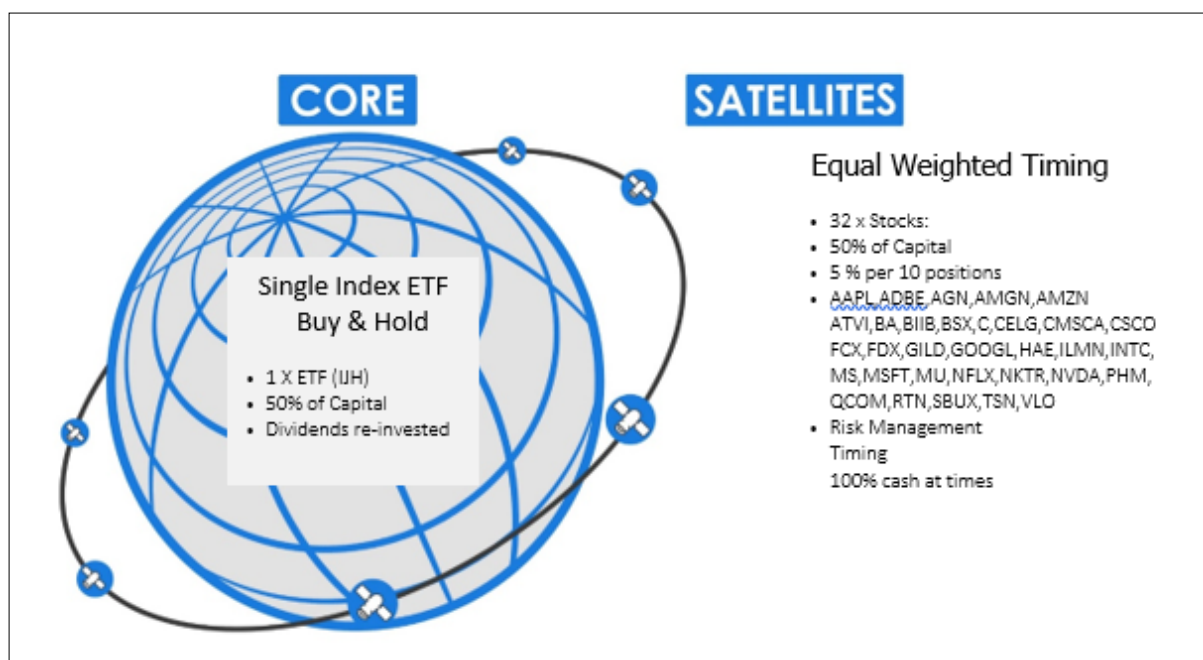 CORE
SATELLITES
Single Index ETF
Buy & Hold
• 1 X ETF (IJH)
• 50% of Capital
• Dividends re-invested
Equal Weighted Timing
• 32 x Stocks:
• 50% of Capital
• 5 % per 10 positions
• AAPL,ADBE,AGN,AMGN,AMZN
ATVI,BA,BIIB,BSX,C,CELG,CMSCA,CSCO
FCX,FDX,GILD,GOOGL,HAE,ILMN,INTC,
MS,MSFT,MU,NFLX,NKTR,NVDA,PHM,
QCOM,RTN,SBUX,TSN,VLO
• Risk Management
Timing
100% cash at times